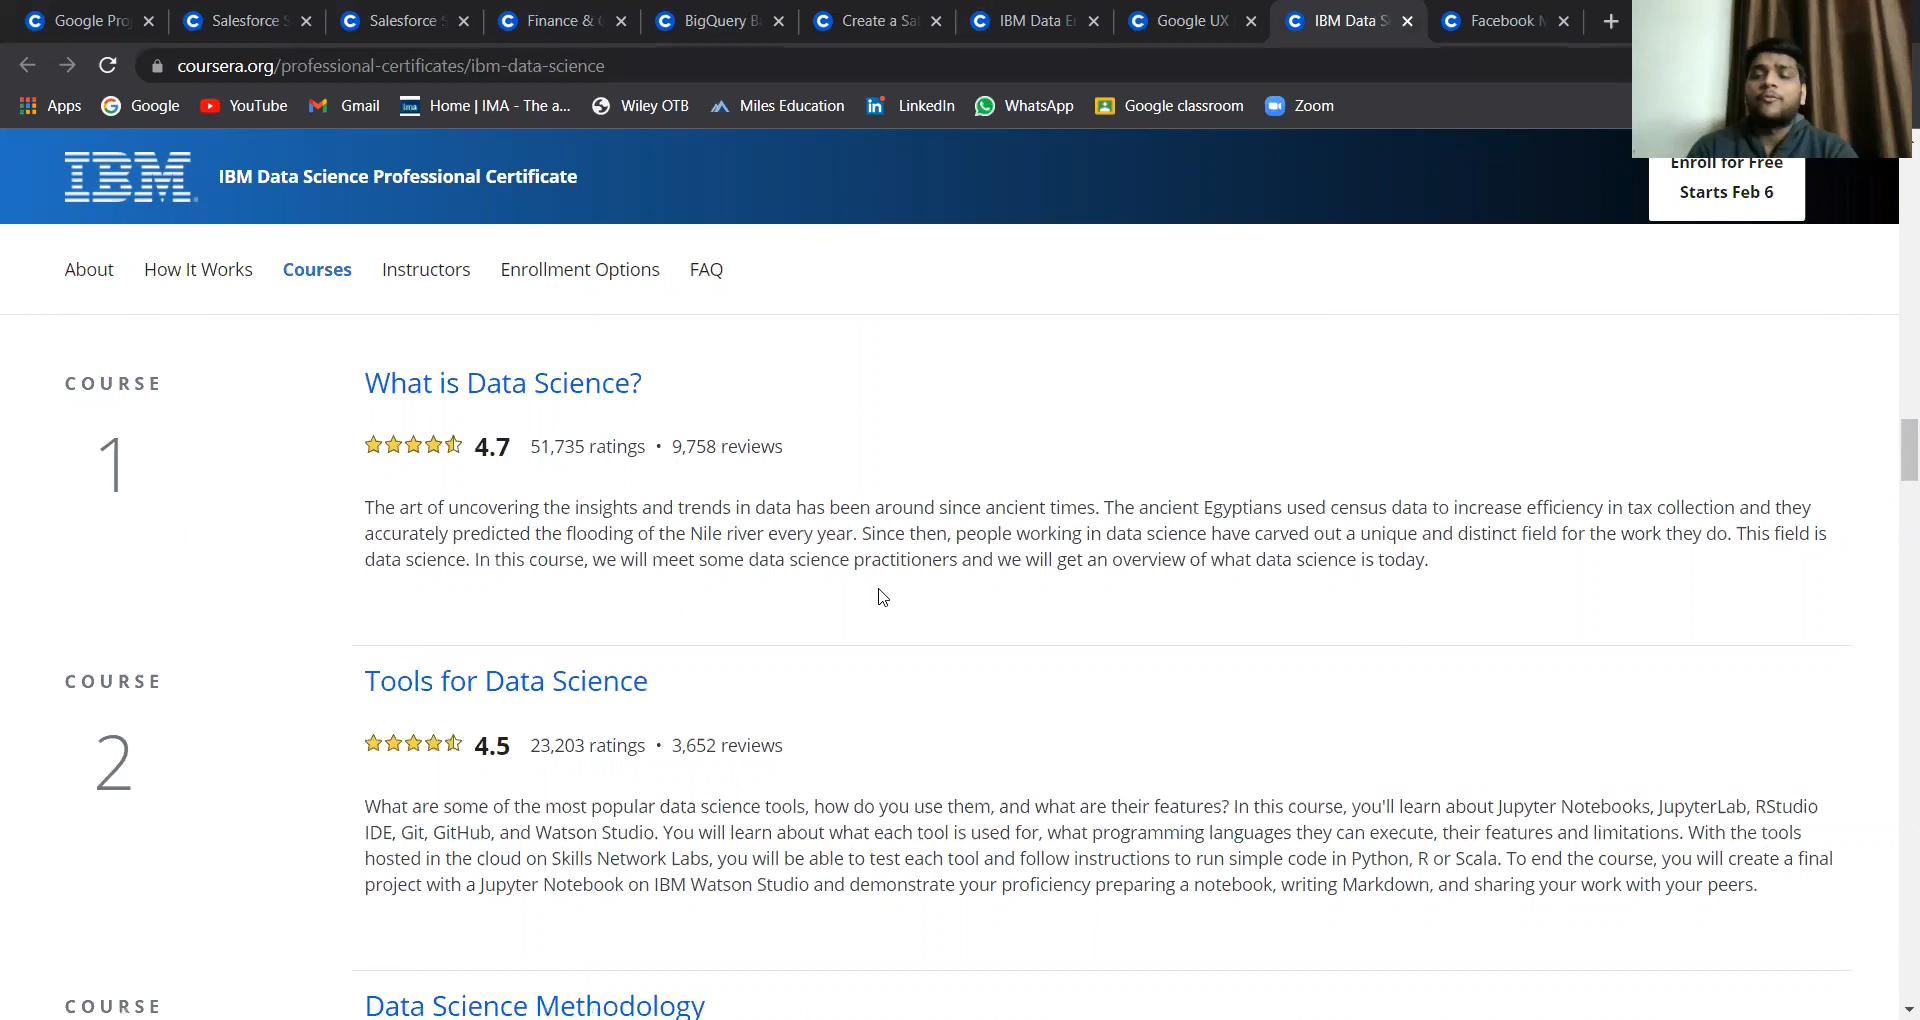 Google Pro
Salesforce S
Salesforce S
Finance &
BigQuery B
Create a Sal
IBM Data E
Google UX
IBM Data S
Facebook M
coursera.org/professional-certificates/ibm-data-science
Apps
Google
YouTube
Gmail
Home | IMA - The a...
Wiley OTB
Miles Education
LinkedIn
WhatsApp
Google classroom
Zoom
IBM
IBM Data Science Professional Certificate
Enroll for Free
Starts Feb 6
About
How It Works
Courses
Instructors
Enrollment Options
FAQ
COURSE
1
What is Data Science?
4.7 51,735 ratings • 9,758 reviews
The art of uncovering the insights and trends in data has been around since ancient times. The ancient Egyptians used census data to increase efficiency in tax collection and they
accurately predicted the flooding of the Nile river every year. Since then, people working in data science have carved out a unique and distinct field for the work they do. This field is
data science. In this course, we will meet some data science practitioners and we will get an overview of what data science is today.
COURSE
2
Tools for Data Science
4.5 23,203 ratings • 3,652 reviews
What are some of the most popular data science tools, how do you use them, and what are their features? In this course, you'll learn about Jupyter Notebooks, JupyterLab, RStudio
IDE, Git, GitHub, and Watson Studio. You will learn about what each tool is used for, what programming languages they can execute, their features and limitations. With the tools
hosted in the cloud on Skills Network Labs, you will be able to test each tool and follow instructions to run simple code in Python, R or Scala. To end the course, you will create a final
project with a Jupyter Notebook on IBM Watson Studio and demonstrate your proficiency preparing a notebook, writing Markdown, and sharing your work with your peers.
COURSE
Data Science Methodology